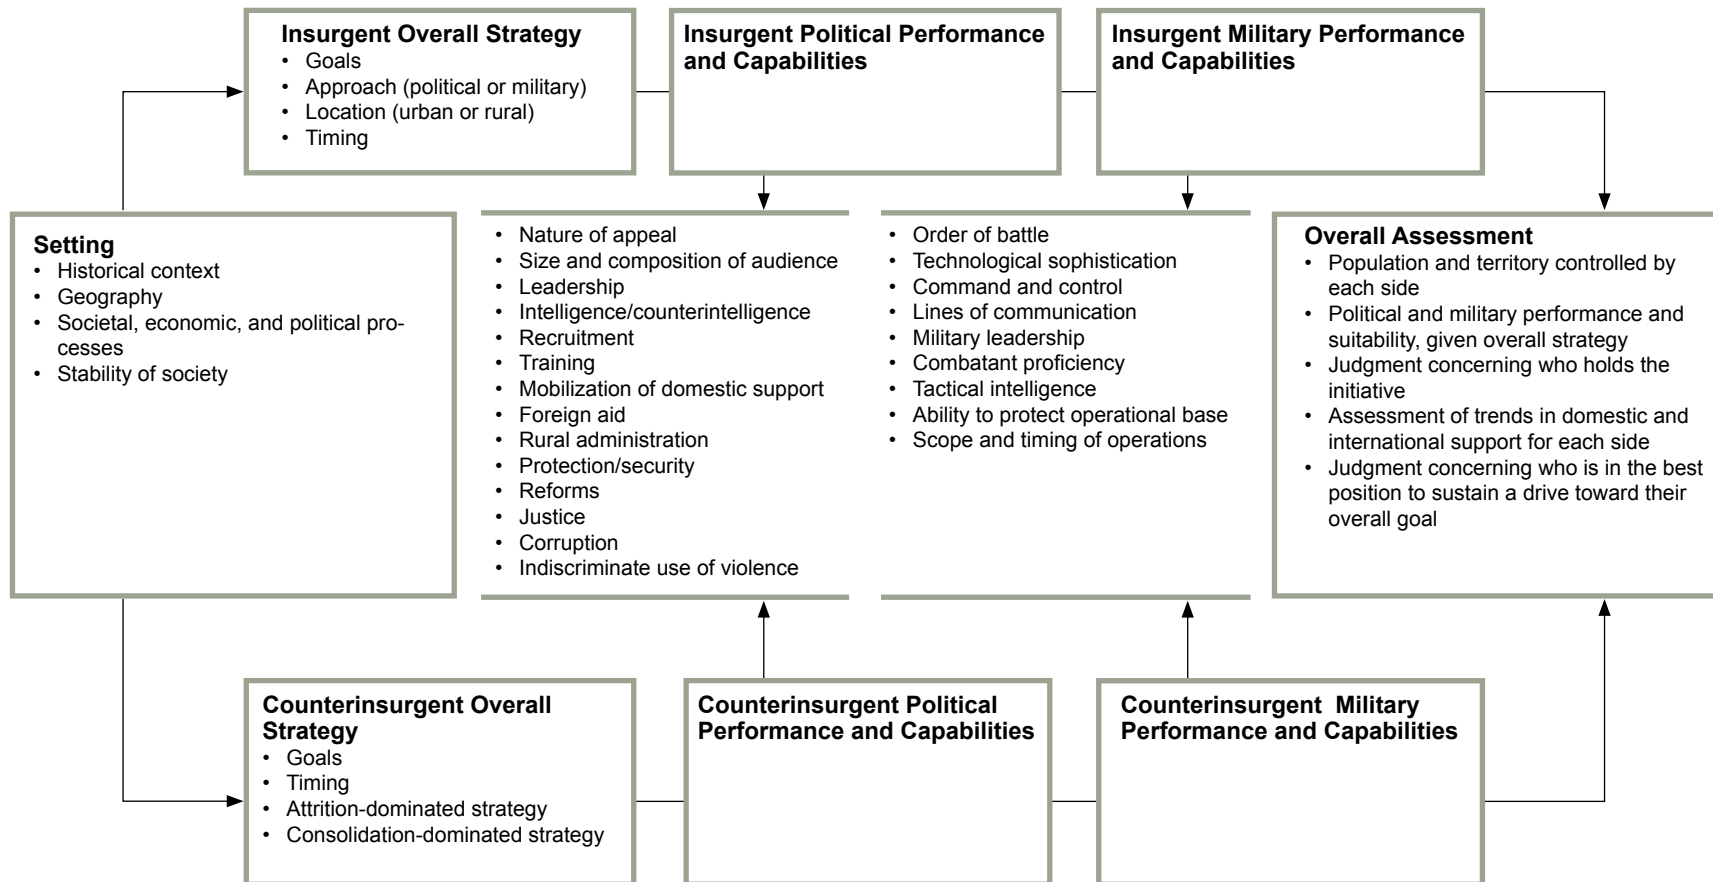 Insurgent Overall Strategy
• Goals
• Approach (political or military)
• Location (urban or rural)
• Timing
Insurgent Political Performance
and Capabilities
Insurgent Military Performance
and Capabilities
Setting
• Historical context
• Geography
• Societal, economic, and political pro-
cesses
• Stability of society
• Nature of appeal
• Size and composition of audience
• Leadership
• Intelligence/counterintelligence
• Recruitment
• Training
• Mobilization of domestic support
• Foreign aid
• Rural administration
• Protection/security
• Reforms
• Justice
• Corruption
• Indiscriminate use of violence
• Order of battle
• Technological sophistication
• Command and control
• Lines of communication
• Military leadership
• Combatant proficiency
• Tactical intelligence
• Ability to protect operational base
• Scope and timing of operations
Overall Assessment
• Population and territory controlled by
each side
• Political and military performance and
suitability, given overall strategy
• Judgment concerning who holds the
initiative
• Assessment of trends in domestic and
international support for each side
• Judgment concerning who is in the best
position to sustain a drive toward their
overall goal
Counterinsurgent Overall
Strategy
• Goals
• Timing
• Attrition-dominated strategy
• Consolidation-dominated strategy
Counterinsurgent Political
Performance and Capabilities
Counterinsurgent Military
Performance and Capabilities